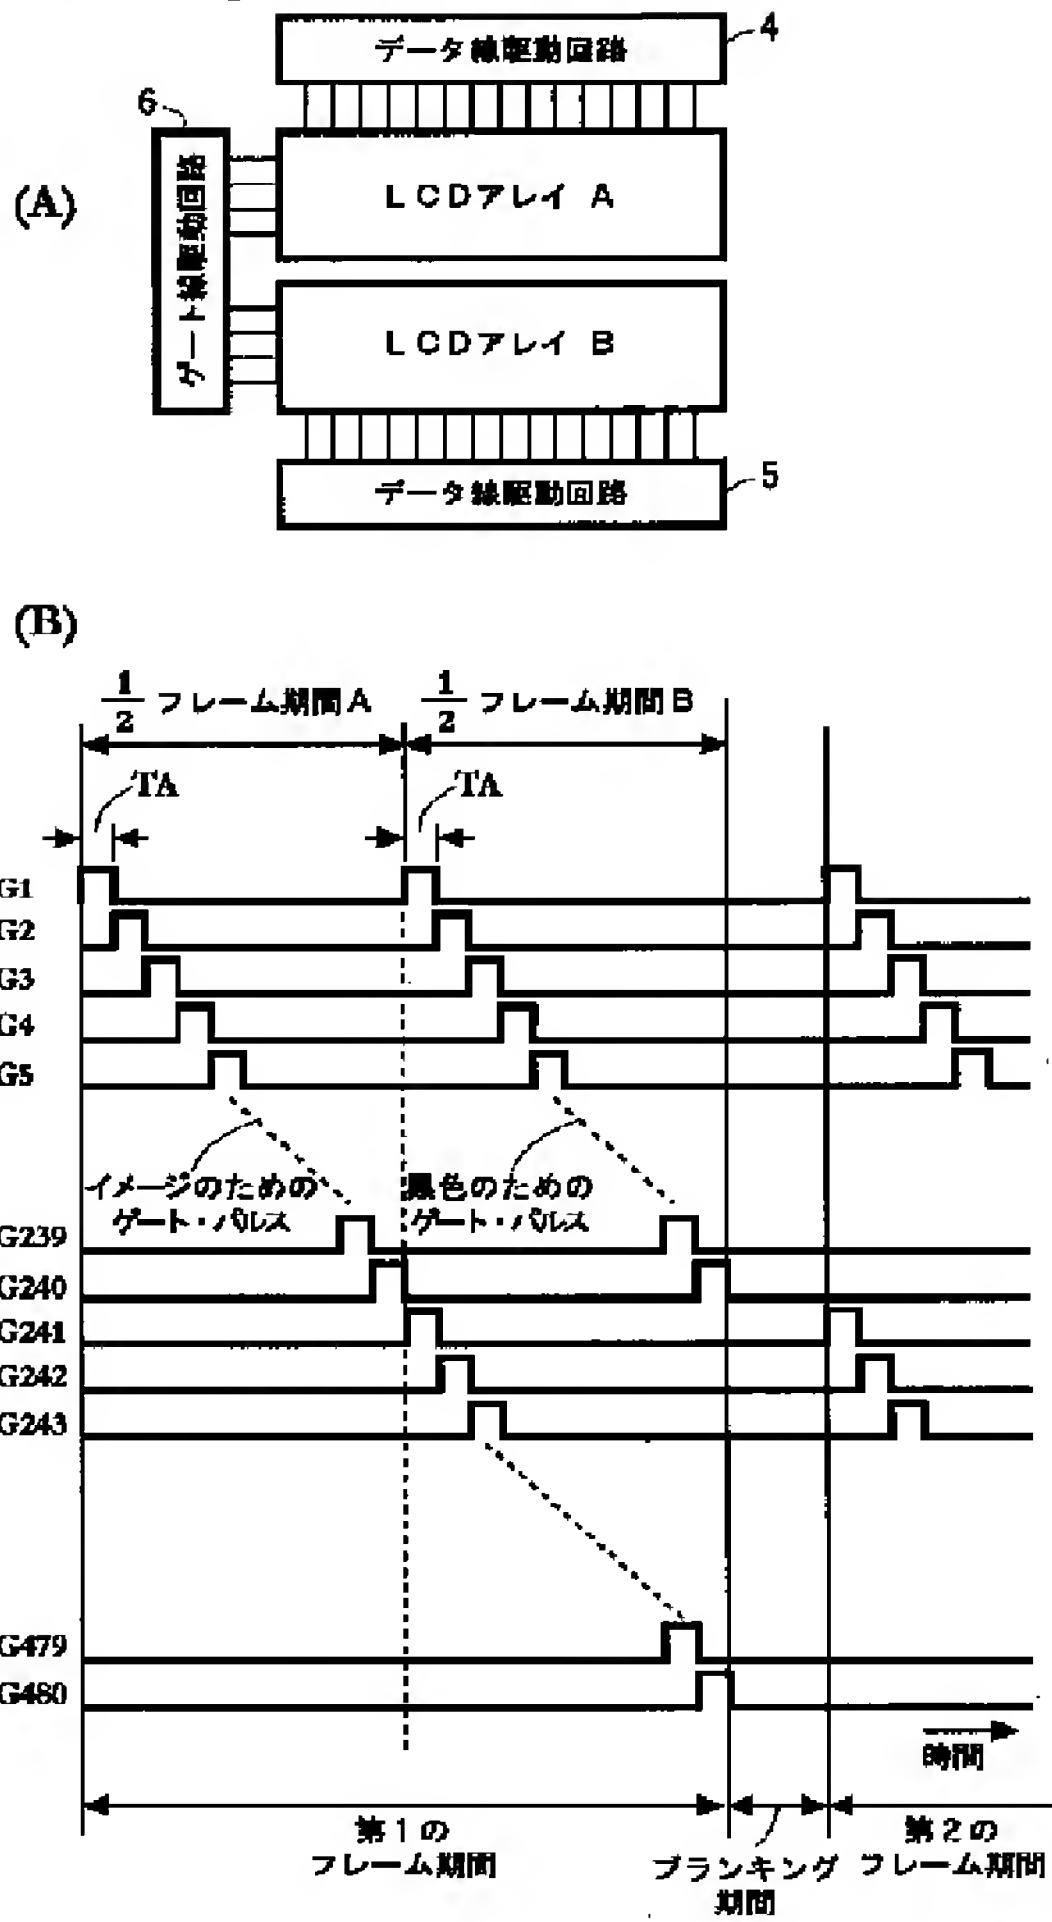 データ線駆動回路
4
6
ゲート線駆動回路
(A)
LCDアレイ A
LCDアレイ B
データ線駆動回路
5
(B)
1/2 フレーム期間A
1/2 フレーム期間B
TA
TA
G1
G2
G3
G4
G5
イメージのための
ゲート・パルス
黒色のための
ゲート・パルス
G239
G240
G241
G242
G243
G479
G480
時間
第1の
フレーム期間
ブランキング
期間
第2の
フレーム期間